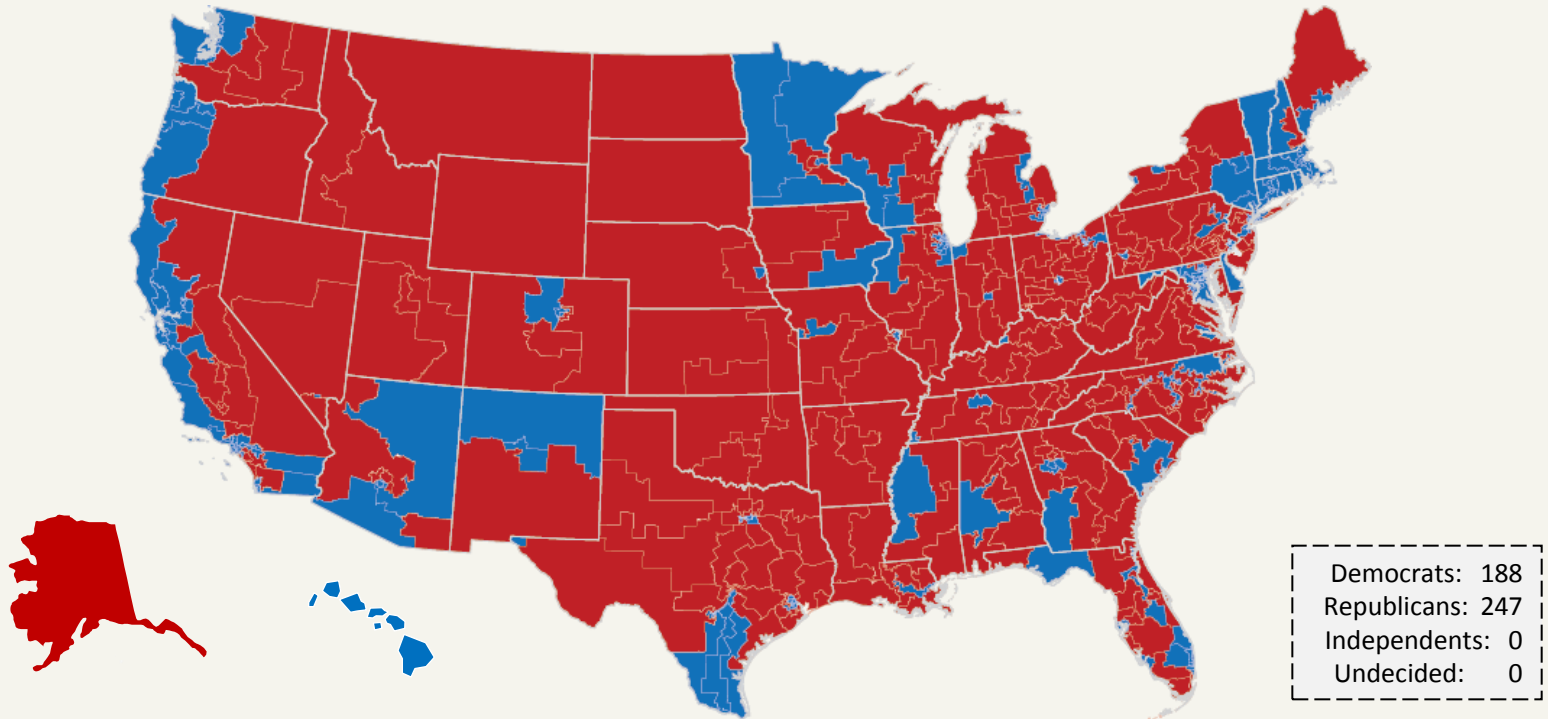 Democrats: 188
Republicans: 247
Independents: 0
Undecided: 0